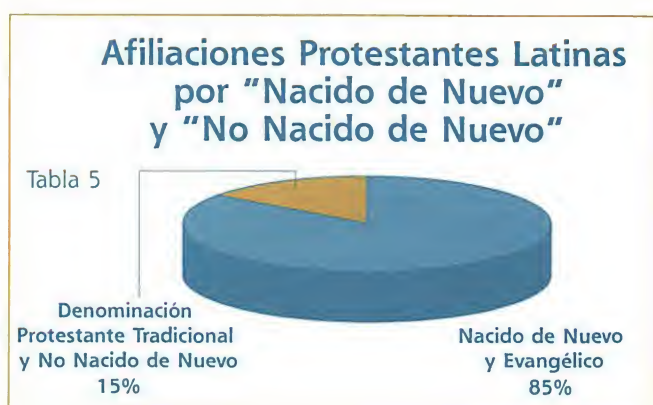 Afiliaciones Protestantes Latinas
por "Nacido de Nuevo"
y "No Nacido de Nuevo"
Tabla 5
Denominación
Protestante Tradicional
y No Nacido de Nuevo
15%
Nacido de Nuevo
y Evangélico
85%